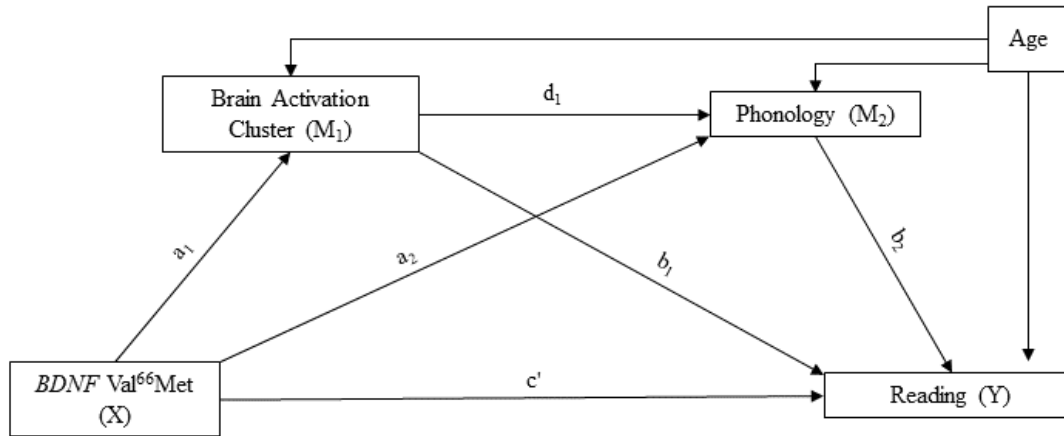 Age
Brain Activation
Cluster (M₁)
d₁
Phonology (M₂)
a₁
a₂
b₁
b₂
BDNF Val⁶⁶Met
(X)
c'
Reading (Y)